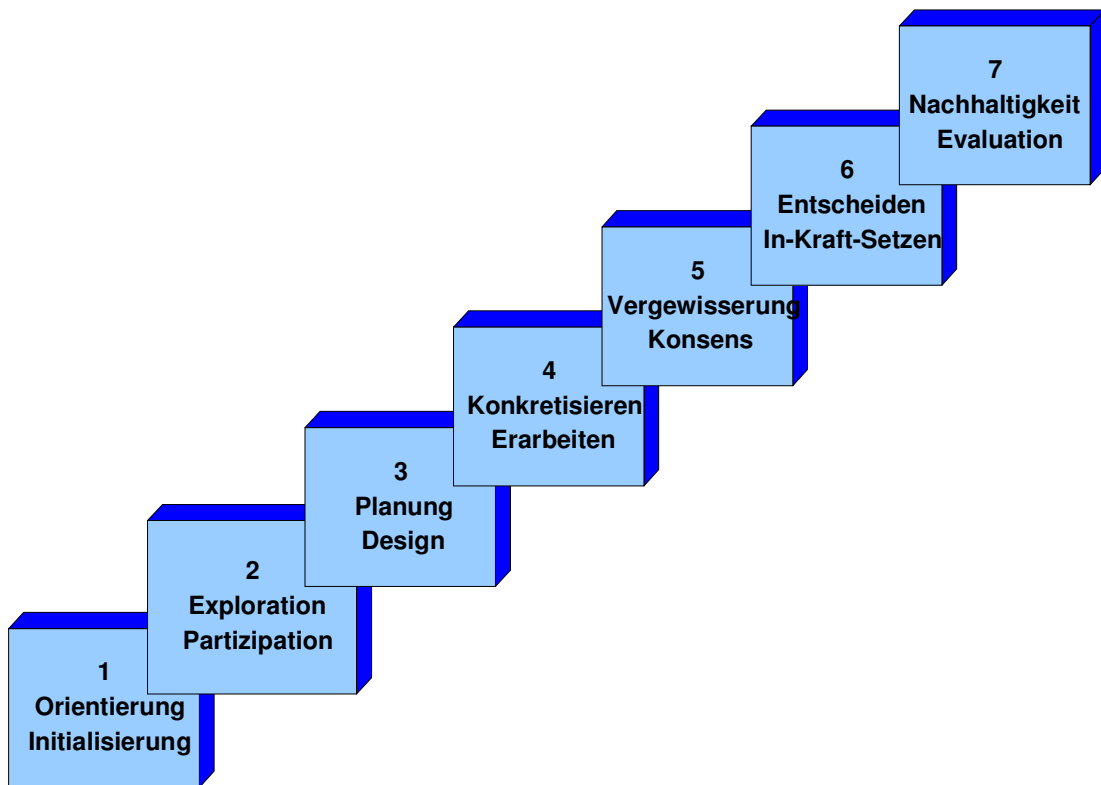 1
Orientierung
Initialisierung
2
Exploration
Partizipation
3
Planung
Design
4
Konkretisieren
Erarbeiten
5
Vergewisserung
Konsens
6
Entscheiden
In-Kraft-Setzen
7
Nachhaltigkeit
Evaluation